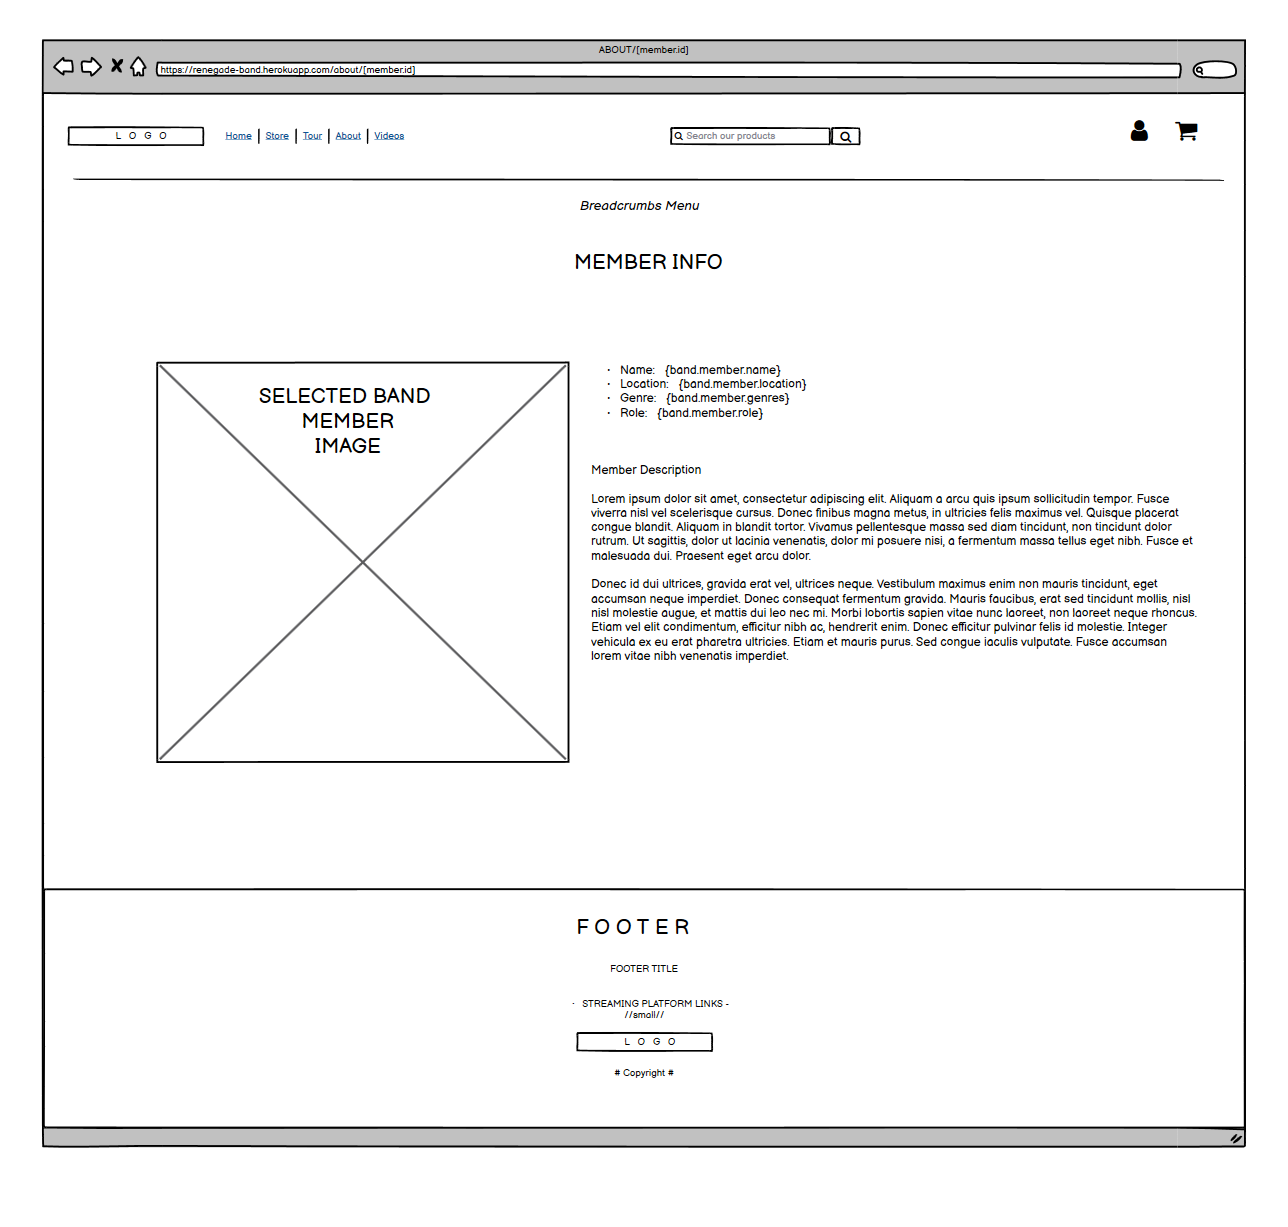 ABOUT/[member.id]
https://renegade-band.herokuapp.com/about/[member.id]
L O G O
Home | Store | Tour | About | Videos
Search our products
Breadcrumbs Menu
MEMBER INFO
SELECTED BAND
MEMBER
IMAGE
· Name: {band.member.name}
· Location: {band.member.location}
· Genre: {band.member.genres}
· Role: {band.member.role}
Member Description
Lorem ipsum dolor sit amet, consectetur adipiscing elit. Aliquam a arcu quis ipsum sollicitudin tempor. Fusce
viverra nisl vel scelerisque cursus. Donec finibus magna metus, in ultricies felis maximus vel. Quisque placerat
congue blandit. Aliquam in blandit tortor. Vivamus pellentesque massa sed diam tincidunt, non tincidunt dolor
rutrum. Ut sagittis, dolor ut lacinia venenatis, dolor mi posuere nisi, a fermentum massa tellus eget nibh. Fusce et
malesuada dui. Praesent eget arcu dolor.
Donec id dui ultrices, gravida erat vel, ultrices neque. Vestibulum maximus enim non mauris tincidunt, eget
accumsan neque imperdiet. Donec consequat fermentum gravida. Mauris faucibus, erat sed tincidunt mollis, nisl
nisl molestie augue, et mattis dui leo nec mi. Morbi lobortis sapien vitae nunc laoreet, non laoreet neque rhoncus.
Etiam vel elit condimentum, efficitur nibh ac, hendrerit enim. Donec efficitur pulvinar felis id molestie. Integer
vehicula ex eu erat pharetra ultricies. Etiam et mauris purus. Sed congue iaculis vulputate. Fusce accumsan
lorem vitae nibh venenatis imperdiet.
F O O T E R
FOOTER TITLE
· STREAMING PLATFORM LINKS -
//small//
L O G O
# Copyright #